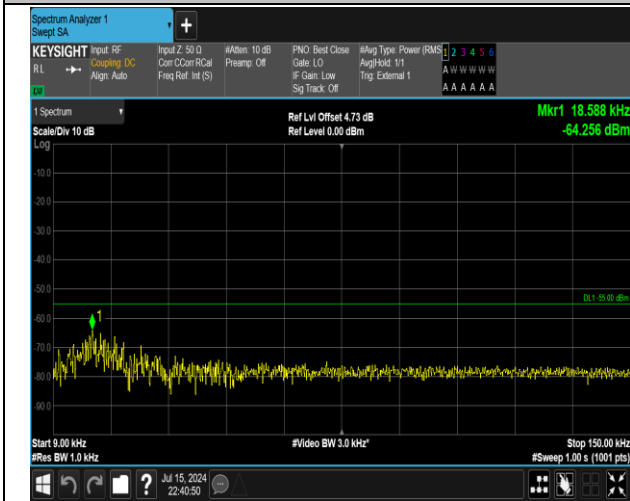 Spectrum Analyzer 1
Swept SA
+
KEYSIGHT Input: RF Input Z: 50 Ω #Atten: 10 dB PNO: Best Close #Avg Type: Power (RMS 1 2 3 4 5 6
RL Coupling: DC Corr CCorr RCal Preamp: Off Gate: LO Avg|Hold: 1/1 A W W W W W
Align: Auto Freq Ref: Int (S) IF Gain: Low Trig: External 1
LW Sig Track: Off A A A A A A
1 Spectrum Ref Lvl Offset 4.73 dB Mkr1 18.588 kHz
Scale/Div 10 dB Ref Level 0.00 dBm -64.256 dBm
Log
-10.0
-20.0
-30.0
-40.0
-50.0
DL1 -55.00 dBm
-60.0
1
-70.0
-80.0
-90.0
Start 9.00 kHz #Video BW 3.0 kHz* Stop 150.00 kHz
#Res BW 1.0 kHz #Sweep 1.00 s (1001 pts)
? Jul 15, 2024
22:40:50